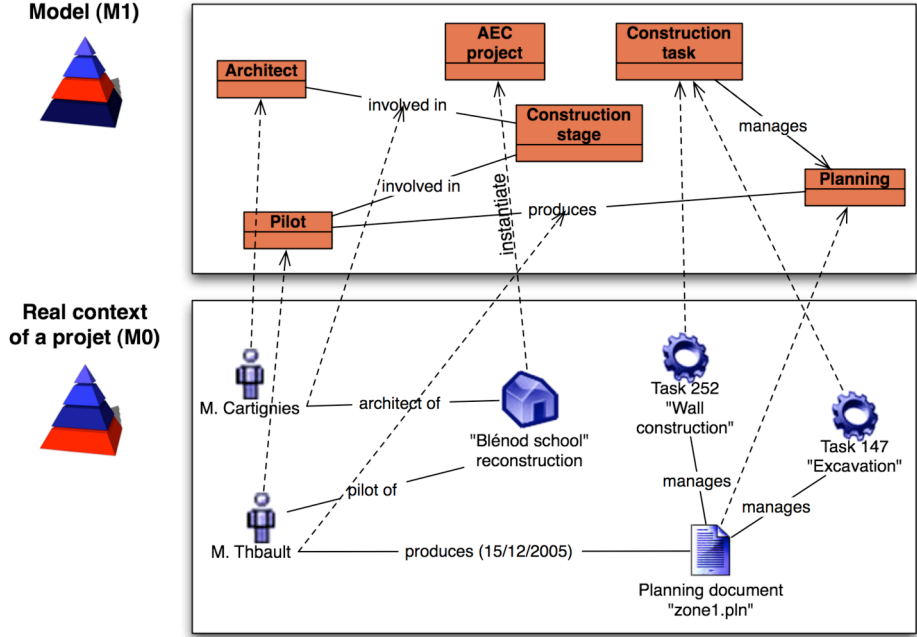 Model (M1)
Architect
AEC
project
Construction
task
involved in
Construction
stage
manages
involved in
Planning
instantiate
produces
Pilot
Real context
of a projet (M0)
M. Cartignies
architect of
"Blénod school"
reconstruction
Task 252
"Wall
construction"
Task 147
"Excavation"
pilot of
manages
manages
M. Thbault
produces (15/12/2005)
Planning document
"zone1.pln"